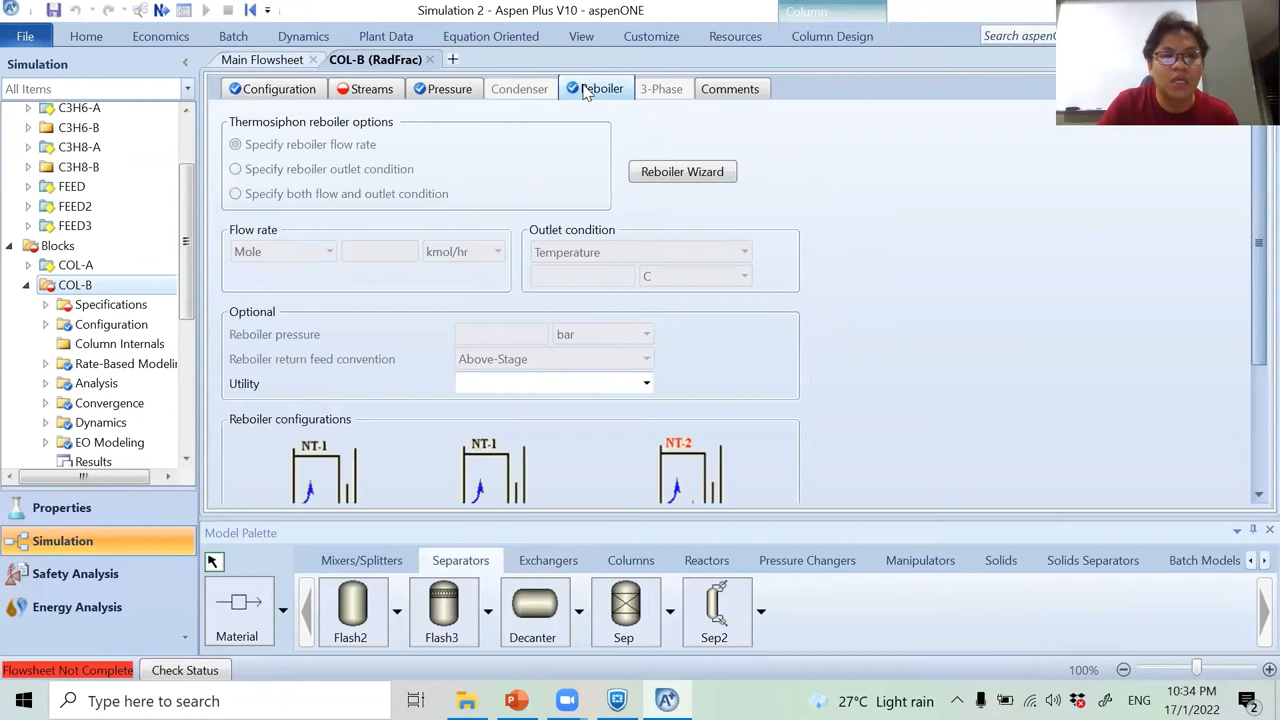 Simulation 2 - Aspen Plus V10 - aspenONE
Column
File
Home
Economics
Batch
Dynamics
Plant Data
Equation Oriented
View
Customize
Resources
Column Design
Search aspen
Simulation
Main Flowsheet
COL-B (RadFrac)
All Items
Configuration
Streams
Pressure
Condenser
Reboiler
3-Phase
Comments
C3H6-A
C3H6-B
C3H8-A
C3H8-B
FEED
FEED2
FEED3
Blocks
COL-A
COL-B
Specifications
Configuration
Column Internals
Rate-Based Modelin
Analysis
Convergence
Dynamics
EO Modeling
Results
Thermosiphon reboiler options
Specify reboiler flow rate
Specify reboiler outlet condition
Specify both flow and outlet condition
Reboiler Wizard
Flow rate
Mole
kmol/hr
Outlet condition
Temperature
C
Optional
Reboiler pressure
bar
Reboiler return feed convention
Above-Stage
Utility
Reboiler configurations
NT-1
NT-1
NT-2
Properties
Simulation
Safety Analysis
Energy Analysis
Model Palette
Mixers/Splitters
Separators
Exchangers
Columns
Reactors
Pressure Changers
Manipulators
Solids
Solids Separators
Batch Models
Material
Flash2
Flash3
Decanter
Sep
Sep2
Flowsheet Not Complete
Check Status
100%
Type here to search
27°C Light rain
ENG
10:34 PM
17/1/2022
2